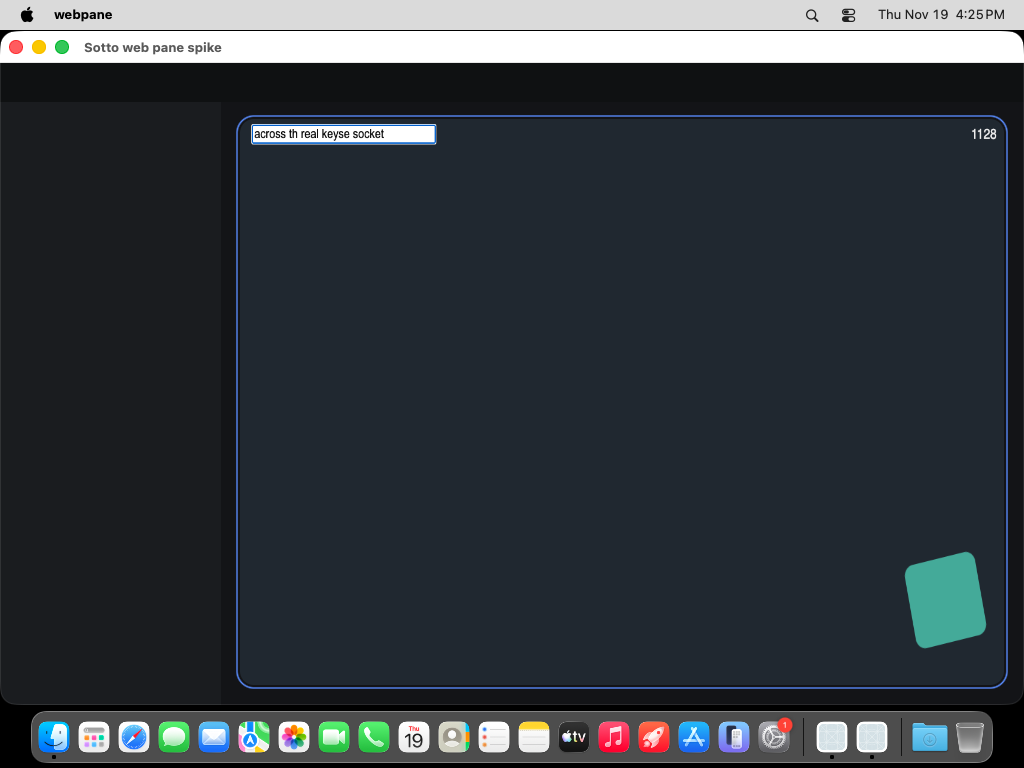 webpane
Thu Nov 19 4:25 PM
Sotto web pane spike
across th real keyse socket
1128
Thu
19
tv
1